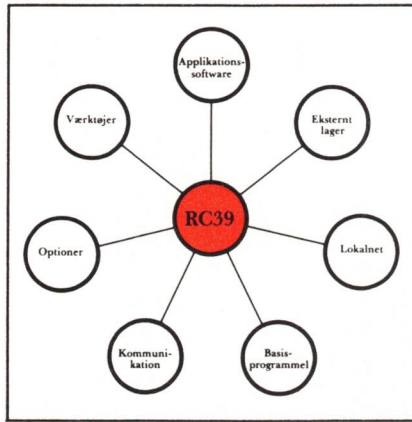 Applikations-
software
Værktøjer
Eksternt
lager
RC39
Optioner
Lokalnet
Kommuni-
kation
Basis-
programmel